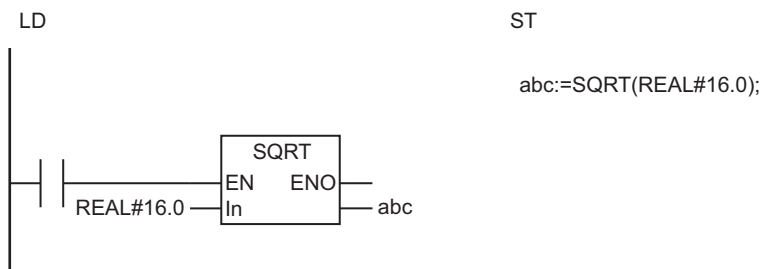 LD
ST
abc:=SQRT(REAL#16.0);
SQRT
EN ENO
REAL#16.0 In abc